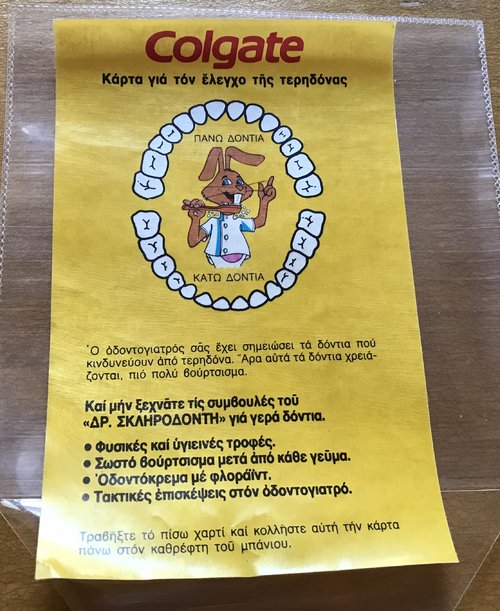 Colgate
Κάρτα γιά τόν ἔλεγχο τῆς τερηδόνας
ΠΑΝΩ ΔΟΝΤΙΑ
ΚΑΤΩ ΔΟΝΤΙΑ
Ὁ ὀδοντογιατρός σᾶς ἔχει σημειώσει τά δόντια πού
κινδυνεύουν ἀπό τερηδόνα. Ἄρα αὐτά τά δόντια χρειά-
ζονται, πιό πολύ βούρτσισμα.
Καί μήν ξεχνᾶτε τίς συμβουλές τοῦ
«ΔΡ. ΣΚΛΗΡΟΔΟΝΤΗ» γιά γερά δόντια.
● Φυσικές καί ὑγιεινές τροφές.
● Σωστό βούρτσισμα μετά ἀπό κάθε γεῦμα.
● Ὀδοντόκρεμα μέ φλοράϊντ.
● Τακτικές ἐπισκέψεις στόν ὀδοντογιατρό.
Τραβῆξτε τό πίσω χαρτί καί κολλῆστε αὐτή τήν κάρτα
πάνω στόν καθρέφτη τοῦ μπάνιου.